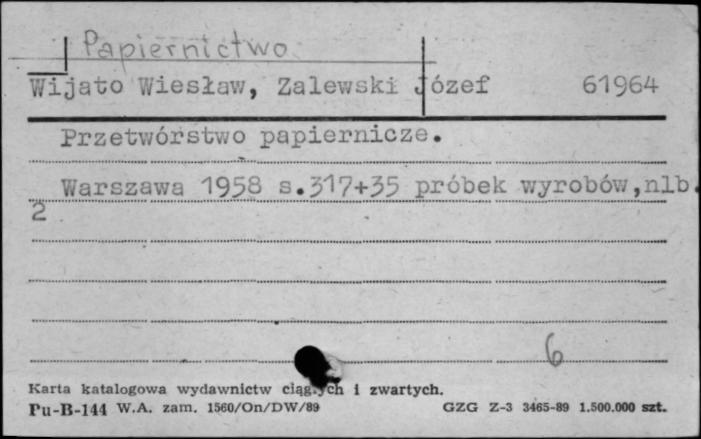 Papiernictwo
Wijato Wiesław, Zalewski Józef 61964
Przetwórstwo papiernicze.
Warszawa 1958 s.317+35 próbek wyrobów,nlb.
2
6
Karta katalogowa wydawnictw ciągłych i zwartych.
Pu-B-144 W.A. zam. 1560/On/DW/89 GZG Z-3 3465-89 1.500.000 szt.